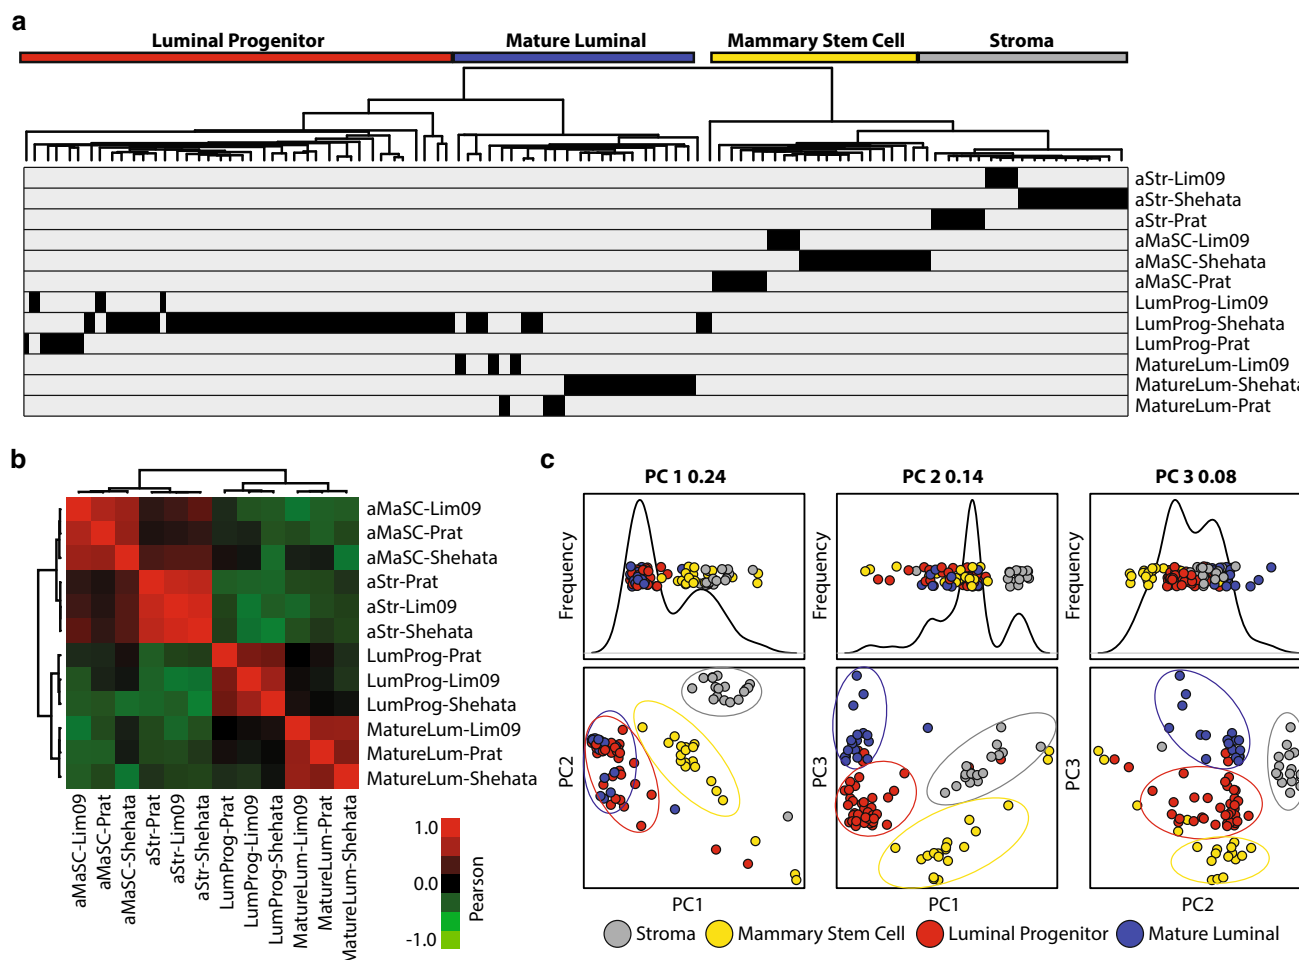 a
Luminal Progenitor
Mature Luminal
Mammary Stem Cell
Stroma
aStr-Lim09
aStr-Shehata
aStr-Prat
aMaSC-Lim09
aMaSC-Shehata
aMaSC-Prat
LumProg-Lim09
LumProg-Shehata
LumProg-Prat
MatureLum-Lim09
MatureLum-Shehata
MatureLum-Prat
b
aMaSC-Lim09
aMaSC-Prat
aMaSC-Shehata
aStr-Prat
aStr-Lim09
aStr-Shehata
LumProg-Prat
LumProg-Lim09
LumProg-Shehata
MatureLum-Lim09
MatureLum-Prat
MatureLum-Shehata
aMaSC-Lim09
aMaSC-Prat
aMaSC-Shehata
aStr-Prat
aStr-Lim09
aStr-Shehata
LumProg-Prat
LumProg-Lim09
LumProg-Shehata
MatureLum-Lim09
MatureLum-Prat
MatureLum-Shehata
1.0
0.0
-1.0
Pearson
c
PC 1 0.24
PC 2 0.14
PC 3 0.08
Frequency
Frequency
Frequency
PC2
PC3
PC3
PC1
PC1
PC2
Stroma
Mammary Stem Cell
Luminal Progenitor
Mature Luminal